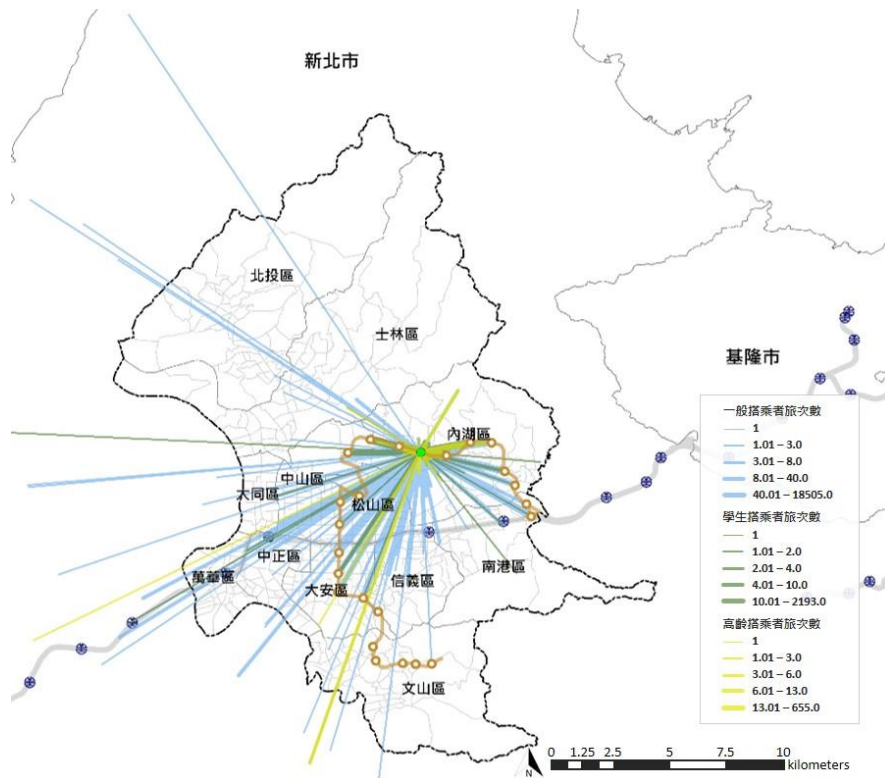 新北市
北投區
士林區
基隆市
內湖區
中山區
大同區
松山區
中正區
萬華區
大安區
信義區
南港區
文山區
一般搭乘者旅次數
1
1.01 – 3.0
3.01 – 8.0
8.01 – 40.0
40.01 – 18505.0
學生搭乘者旅次數
1
1.01 – 2.0
2.01 – 4.0
4.01 – 10.0
10.01 – 2193.0
高齡搭乘者旅次數
1
1.01 – 3.0
3.01 – 6.0
6.01 – 13.0
13.01 – 655.0
N
0 1.25 2.5 5 7.5 10
kilometers